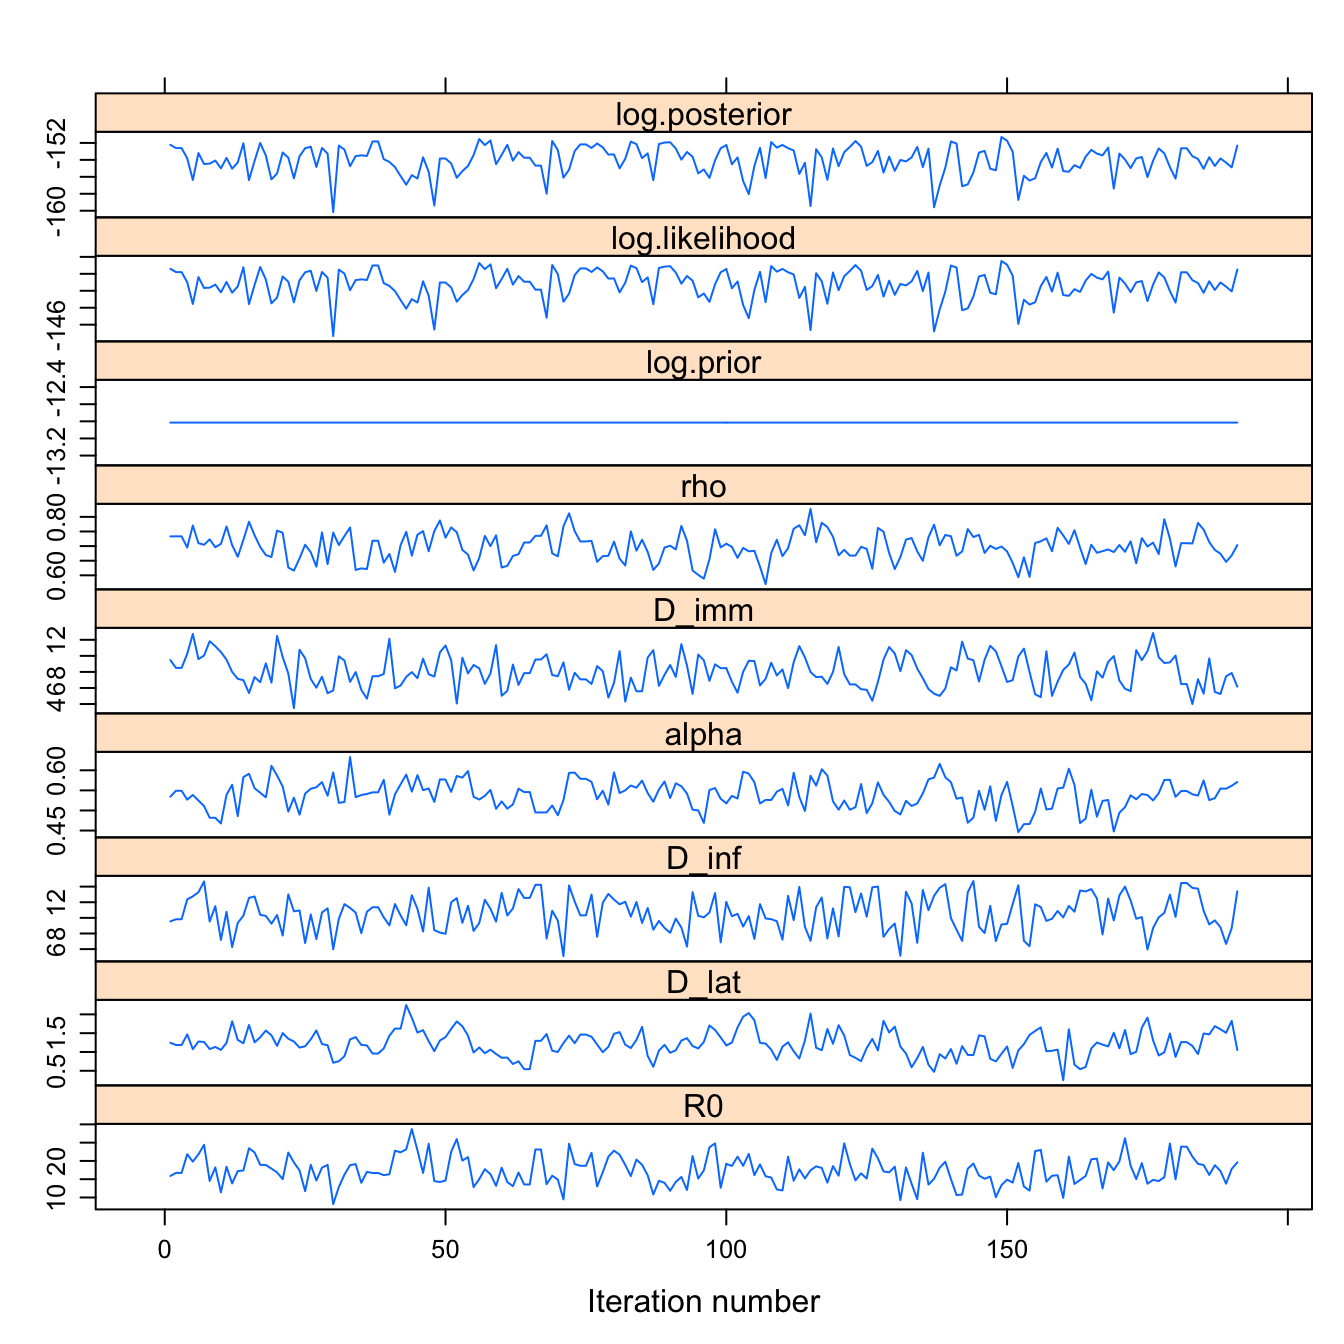 log.posterior
-160 -152
log.likelihood
-146
log.prior
-13.2 -12.4
rho
0.60 0.80
D_imm
4 6 8 12
alpha
0.45 0.60
D_inf
6 8 12
D_lat
0.5 1.5
R0
10 20
0 50 100 150
Iteration number